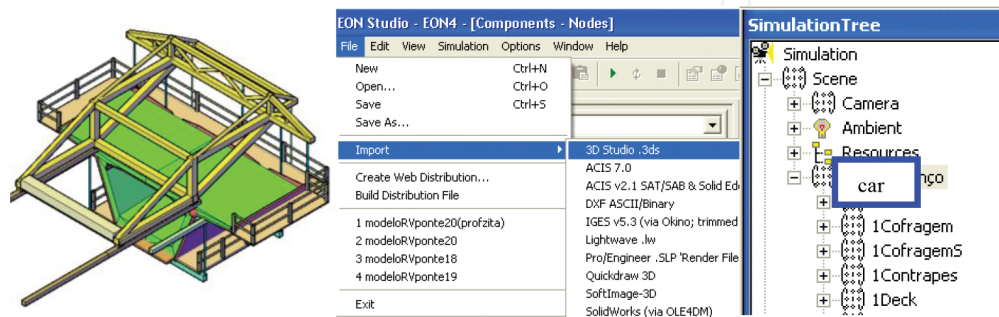 EON Studio - EON4 - [Components - Nodes]
File Edit View Simulation Options Window Help
New Ctrl+N
Open... Ctrl+O
Save Ctrl+S
Save As...
Import
Create Web Distribution...
Build Distribution File
1 modeloRVponte20(profzita)
2 modeloRVponte20
3 modeloRVponte18
4 modeloRVponte19
Exit
3D Studio .3ds
ACIS 7.0
ACIS v2.1 SAT/SAB & Solid Ed
DXF ASCII/Binary
IGES v5.3 (via Okino; trimmed
Lightwave .lw
Pro/Engineer .SLP 'Render File
Quickdraw 3D
SoftImage-3D
SolidWorks (via OLE4DM)
SimulationTree
Simulation
Scene
Camera
Ambient
Resources
car nço
1Cofragem
1CofragemS
1Contrapes
1Deck